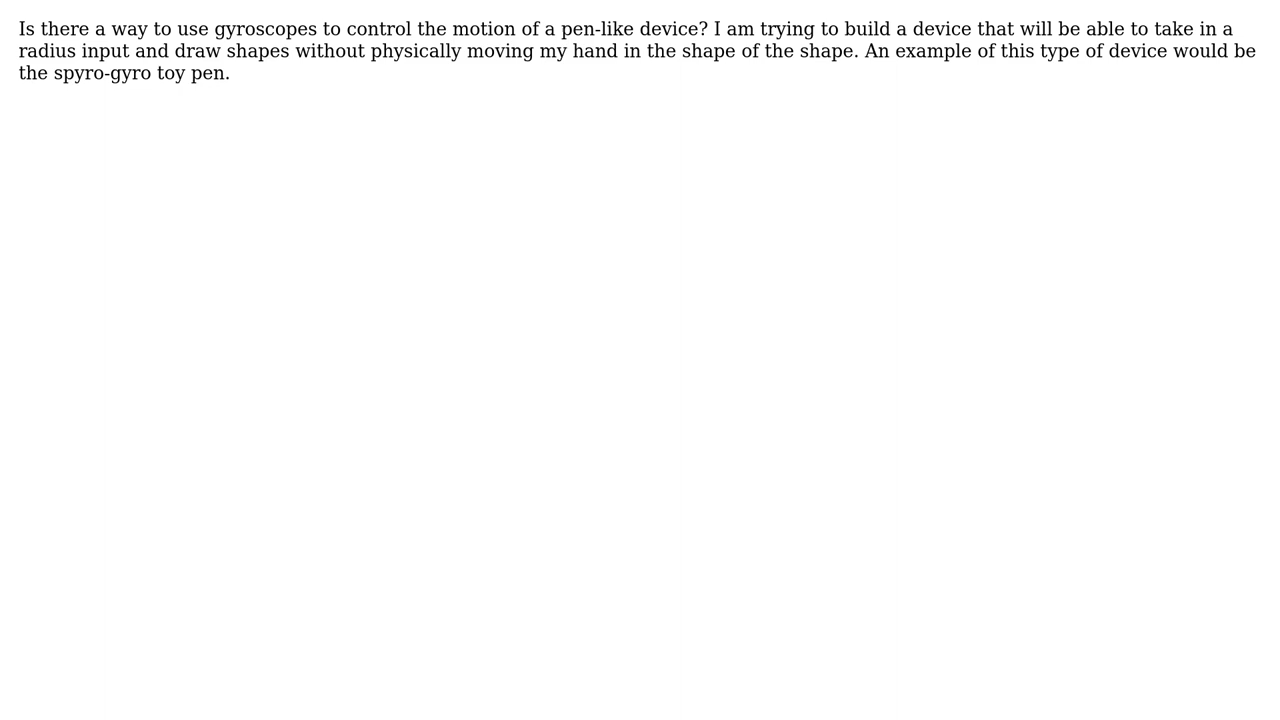 Is there a way to use gyroscopes to control the motion of a pen-like device? I am trying to build a device that will be able to take in a
radius input and draw shapes without physically moving my hand in the shape of the shape. An example of this type of device would be
the spyro-gyro toy pen.